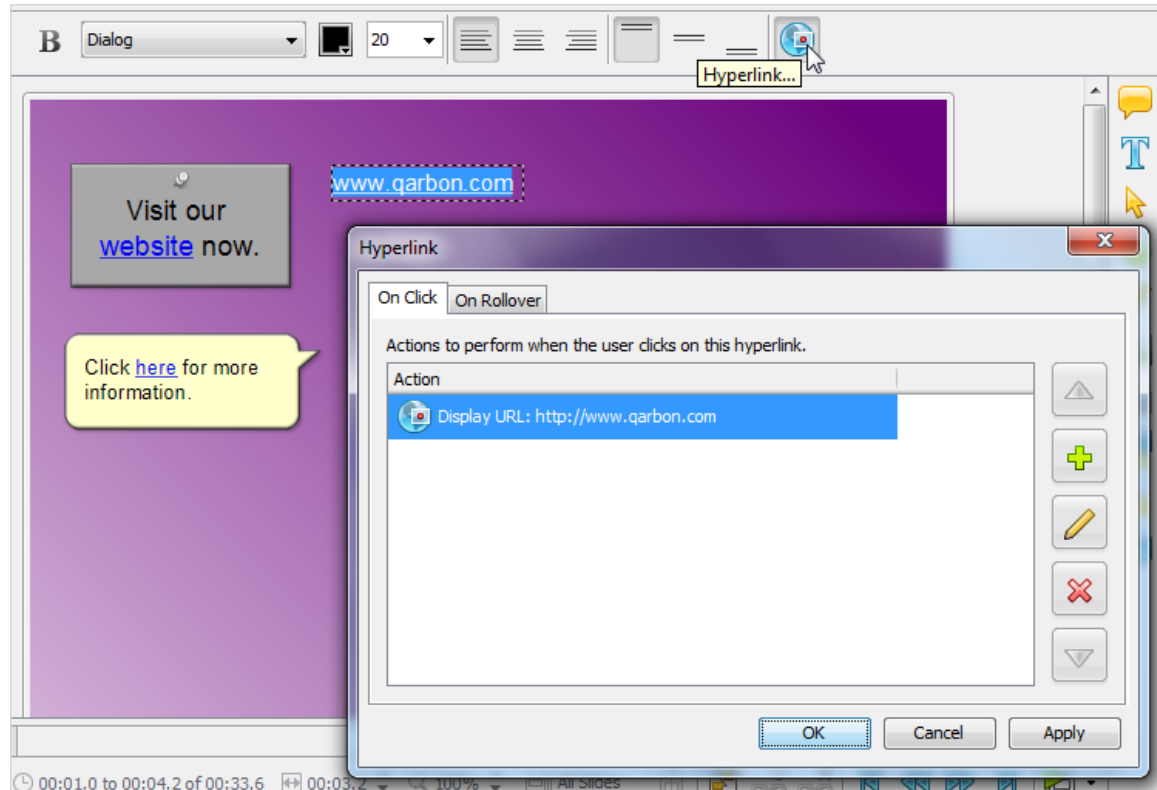 B Dialog 20
Hyperlink...
www.qarbon.com
Visit our
website now.
Click here for more
information.
T
Hyperlink
On Click On Rollover
Actions to perform when the user clicks on this hyperlink.
Action
Display URL: http://www.qarbon.com
OK Cancel Apply
00:01.0 to 00:04.2 of 00:33.6 00:03.2 100% All Slides